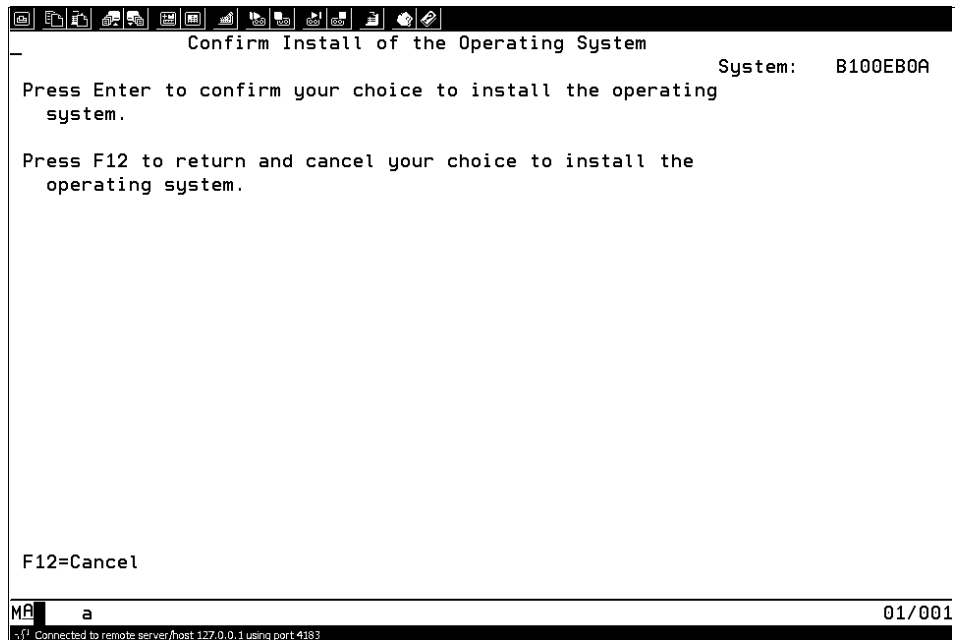 Confirm Install of the Operating System
System: B100EB0A
Press Enter to confirm your choice to install the operating
system.
Press F12 to return and cancel your choice to install the
operating system.
F12=Cancel
MA a 01/001
Connected to remote server/host 127.0.0.1 using port 4183